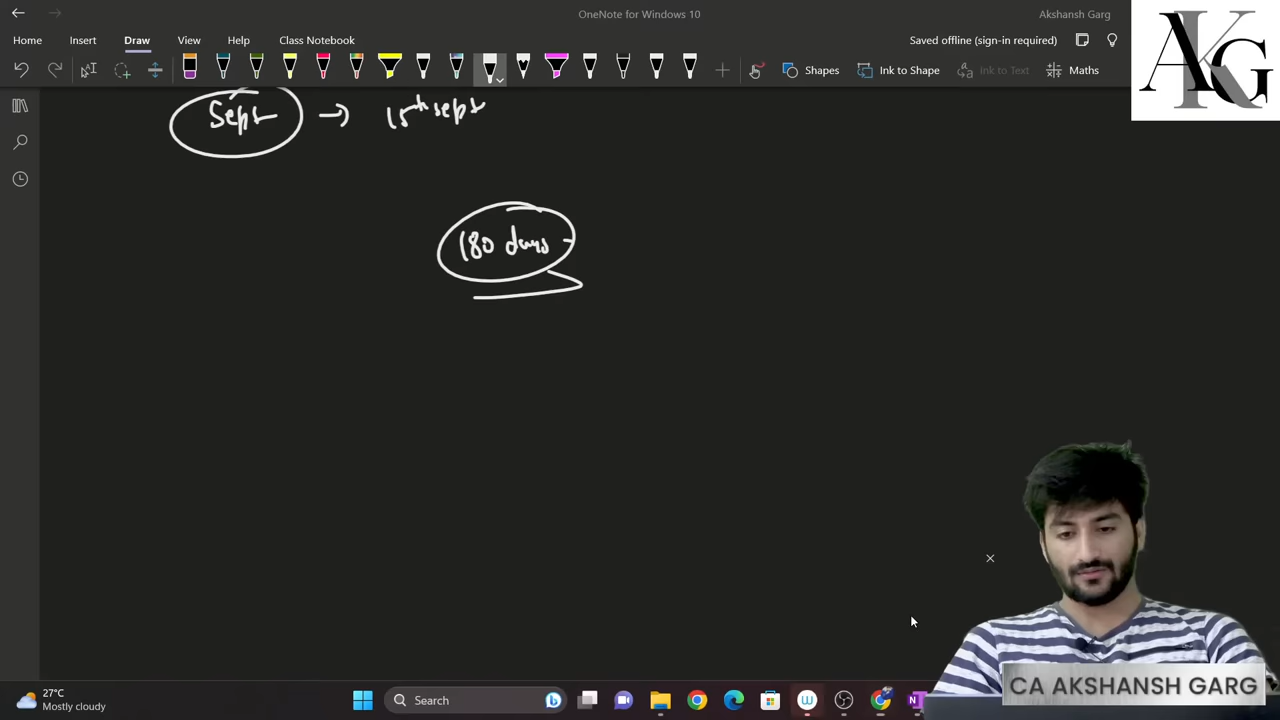 OneNote for Windows 10
Akshansh Garg
Home Insert Draw View Help Class Notebook
Saved offline (sign-in required)
Shapes Ink to Shape Ink to Text Maths
AKG
Sept → 15th sept
180 days
CA AKSHANSH GARG
27°C
Mostly cloudy
Search